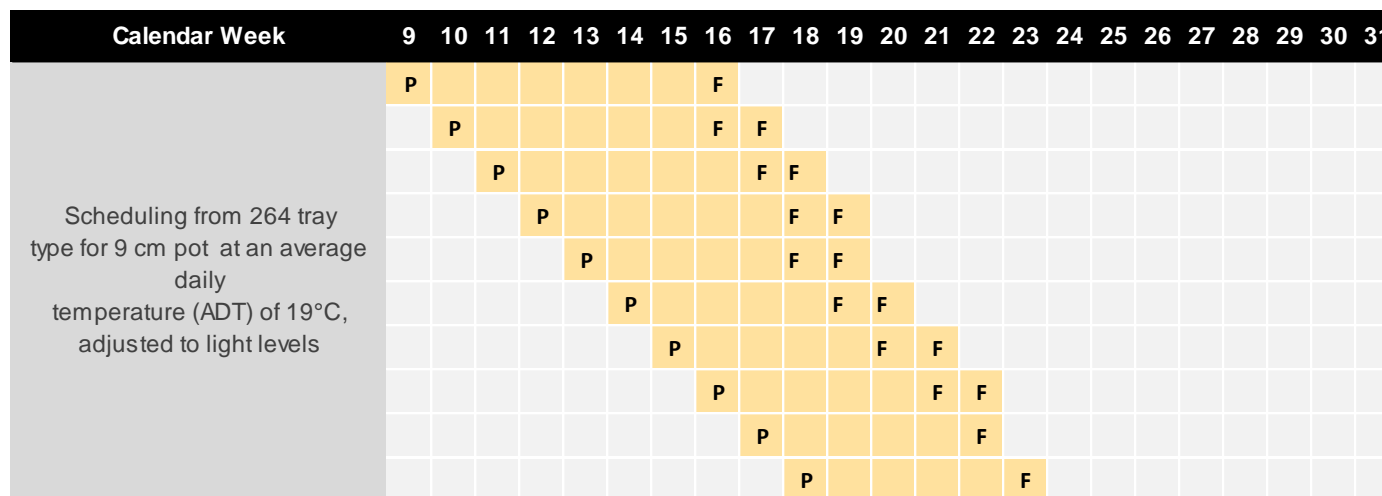 Calendar Week 9 10 11 12 13 14 15 16 17 18 19 20 21 22 23 24 25 26 27 28 29 30 31
P F
P F F
P F F
Scheduling from 264 tray
type for 9 cm pot at an average
daily
temperature (ADT) of 19°C,
adjusted to light levels
P F F
P F F
P F F
P F F
P F F
P F
P F